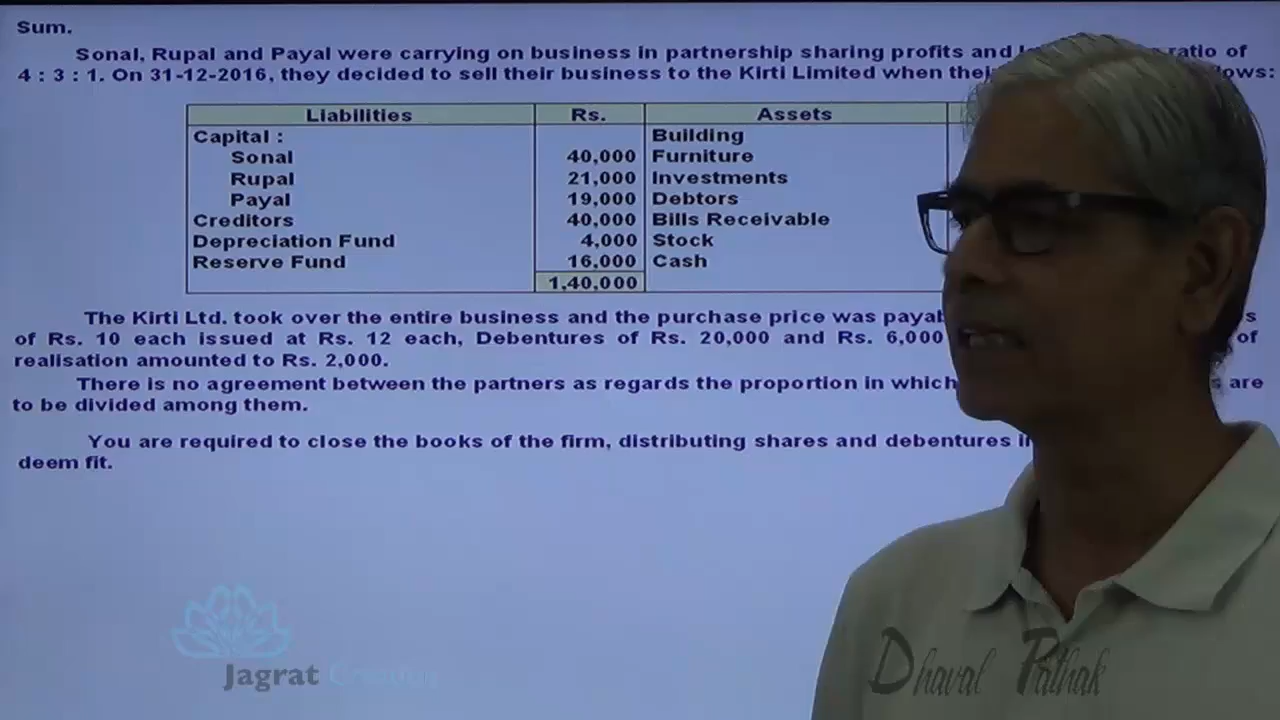 Sum.
Sonal, Rupal and Payal were carrying on business in partnership sharing profits and ratio of
4 : 3 : 1. On 31-12-2016, they decided to sell their business to the Kirti Limited when
Liabilities Rs. Assets
Capital : Building
Sonal 40,000 Furniture
Rupal 21,000 Investments
Payal 19,000 Debtors
Creditors 40,000 Bills Receivable
Depreciation Fund 4,000 Stock
Reserve Fund 16,000 Cash
1,40,000
The Kirti Ltd. took over the entire business and the purchase price was
of Rs. 10 each issued at Rs. 12 each, Debentures of Rs. 20,000 and Rs. 6,000 of
realisation amounted to Rs. 2,000.
There is no agreement between the partners as regards the proportion in which are
to be divided among them.
You are required to close the books of the firm, distributing shares and debentures
deem fit.
Jagrat
Dhaval Pathak